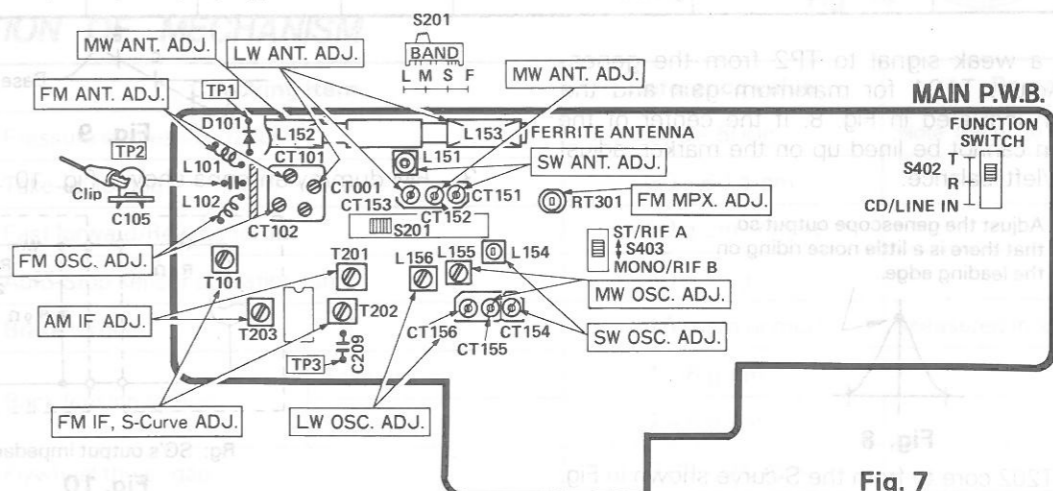 S201
BAND
L M S F
MW ANT. ADJ.
LW ANT. ADJ.
MW ANT. ADJ.
FM ANT. ADJ.
TP1
MAIN P.W.B.
D101
L152
L153
FERRITE ANTENNA
FUNCTION
SWITCH
TP2
L101
CT101
L151
SW ANT. ADJ.
S402
T
R
CD/LINE IN
Clip
C105
L102
CT001
CT153
CT151
CT152
RT301
FM MPX. ADJ.
CT102
S201
ST/RIF A
S403
MONO/RIF B
FM OSC. ADJ.
T101
T201
L156
L155
L154
MW OSC. ADJ.
AM IF ADJ.
T203
T202
CT156
CT155
CT154
SW OSC. ADJ.
TP3
C209
FM IF, S-Curve ADJ.
LW OSC. ADJ.
Fig. 7
a weak signal to TP2 from the
for maximum gain and the
in Fig. 8. If the center of the
cannot be lined up on the marker, adjust
Adjust the genescope output so
that there is a little noise riding on
the leading edge.
Fig. 8
Fig. 9
Fig. 10
Rg: SG's output impedance
T202 core so the S-curve shown in Fig.